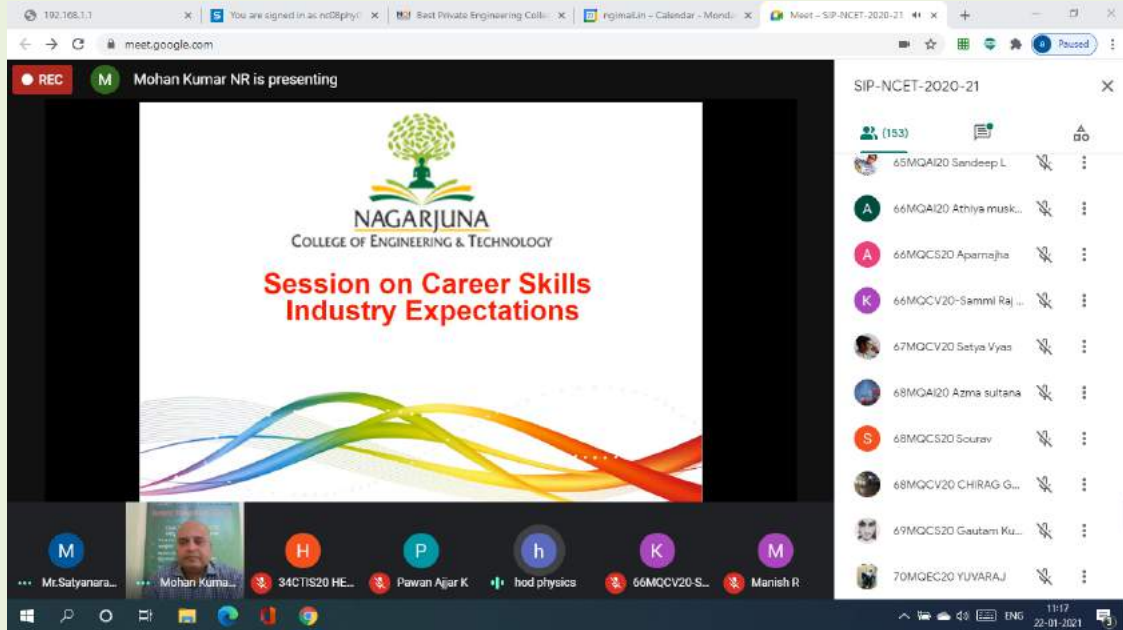 192.168.1.1
You are signed in as nc08phy
Best Private Engineering Colle
ngimail.in – Calendar – Monda
Meet – SIP-NCET-2020-21
meet.google.com
Paused
REC
M
Mohan Kumar NR is presenting
NAGARJUNA
COLLEGE OF ENGINEERING & TECHNOLOGY
Session on Career Skills
Industry Expectations
SIP-NCET-2020-21
(153)
65MQAI20 Sandeep L
A
66MQAI20 Athiya musk...
A
66MQCS20 Aparnajha
K
66MQCV20-Sammi Raj ...
67MQCV20 Satya Vyas
68MQAI20 Azma sultana
S
68MQCS20 Sourav
68MQCV20 CHIRAG G...
69MQCS20 Gautam Ku...
70MQEC20 YUVARAJ
M
Mr.Satyanara...
Mohan Kuma...
H
34CTIS20 HE...
P
Pawan Ajjar K
h
hod physics
K
66MQCV20-S...
M
Manish R
ENG
11:17
22-01-2021